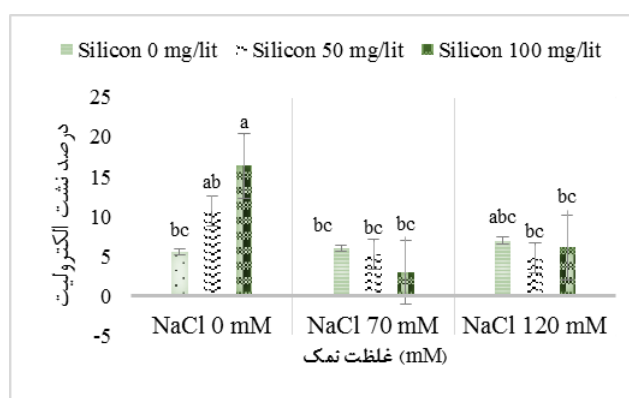 Silicon 0 mg/lit Silicon 50 mg/lit Silicon 100 mg/lit
درصد نشت الکترولیت
25
20
15
10
5
0
-5
bc ab a
bc bc bc
abc bc bc
NaCl 0 mM NaCl 70 mM NaCl 120 mM
غلظت نمک (mM)